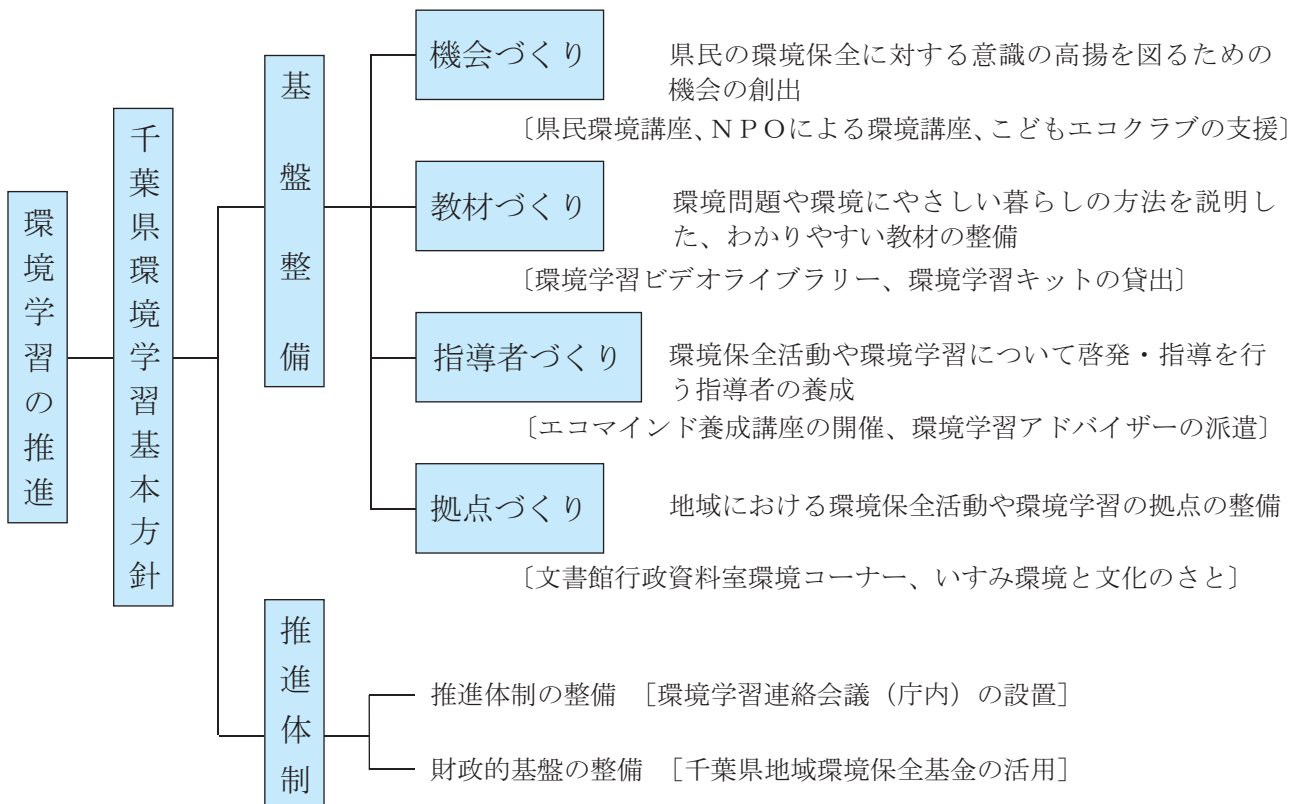 環境学習の推進
千葉県環境学習基本方針
基盤整備
機会づくり
県民の環境保全に対する意識の高揚を図るための
機会の創出
〔県民環境講座、ＮＰＯによる環境講座、こどもエコクラブの支援〕
教材づくり
環境問題や環境にやさしい暮らしの方法を説明し
た、わかりやすい教材の整備
〔環境学習ビデオライブラリー、環境学習キットの貸出〕
指導者づくり
環境保全活動や環境学習について啓発・指導を行
う指導者の養成
〔エコマインド養成講座の開催、環境学習アドバイザーの派遣〕
拠点づくり
地域における環境保全活動や環境学習の拠点の整備
〔文書館行政資料室環境コーナー、いすみ環境と文化のさと〕
推進体制
推進体制の整備　［環境学習連絡会議（庁内）の設置］
財政的基盤の整備　［千葉県地域環境保全基金の活用］